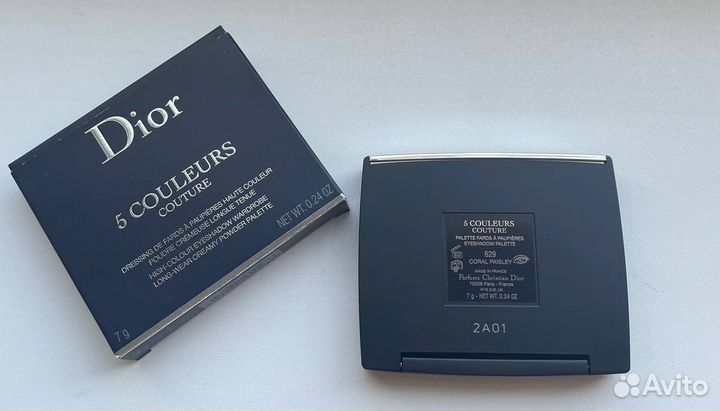 Dior
5 COULEURS
COUTURE
DRESSING DE FARDS À PAUPIÈRES HAUTE COULEUR
POUDRE CRÉMEUSE LONGUE TENUE
HIGH-COLOUR EYESHADOW WARDROBE
LONG-WEAR CREAMY POWDER PALETTE
7 g
NET WT. 0.24 OZ
5 COULEURS
COUTURE
PALETTE FARDS À PAUPIÈRES
EYESHADOW PALETTE
629
CORAL PAISLEY
MADE IN FRANCE
Parfums Christian Dior
75008 Paris - France
7 g - NET WT. 0.24 OZ
2A01
Avito